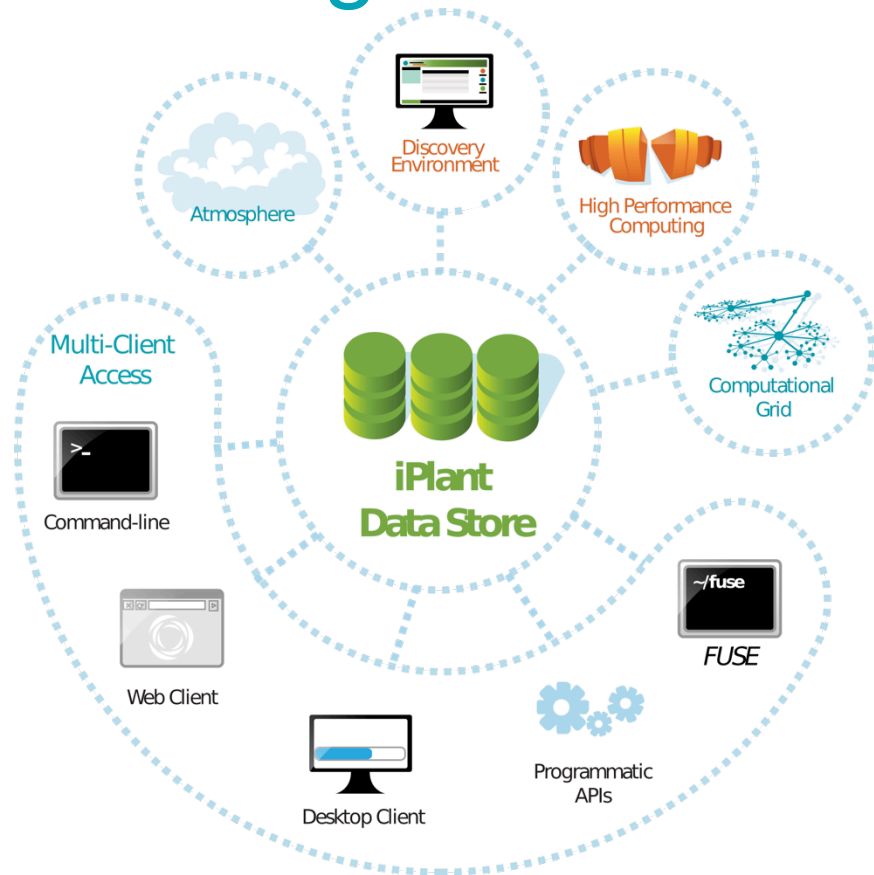 Discovery
Environment
Atmosphere
High Performance
Computing
Computational
Grid
Multi-Client
Access
iPlant
Data Store
>_
Command-line
~/fuse
FUSE
Web Client
Programmatic
APIs
Desktop Client